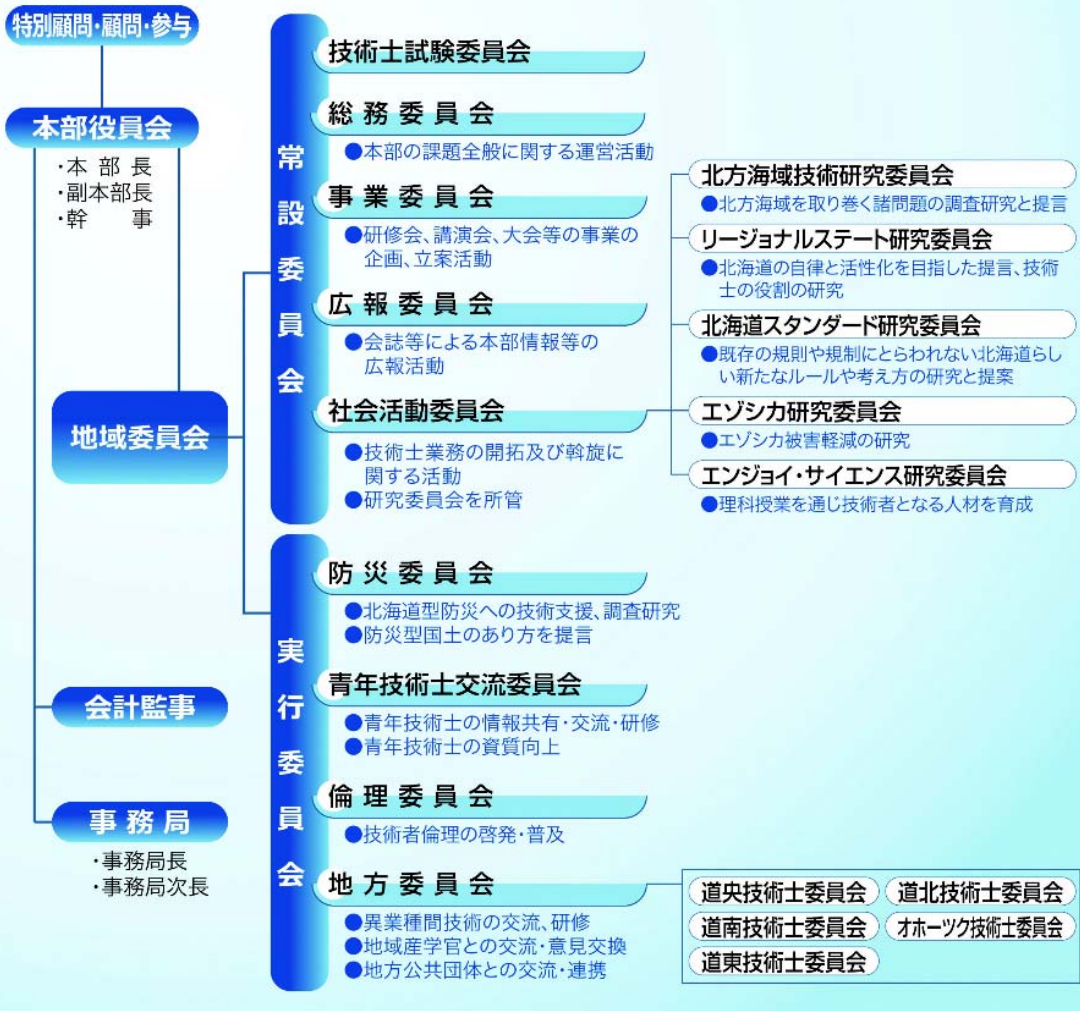 特別顧問・顧問・参与
本部役員会
・本部長
・副本部長
・幹事
地域委員会
会計監事
事務局
・事務局長
・事務局次長
常設委員会
技術士試験委員会
総務委員会
●本部の課題全般に関する運営活動
事業委員会
●研修会、講演会、大会等の事業の
企画、立案活動
広報委員会
●会誌等による本部情報等の
広報活動
社会活動委員会
●技術士業務の開拓及び斡旋に
関する活動
●研究委員会を所管
北方海域技術研究委員会
●北方海域を取り巻く諸問題の調査研究と提言
リージョナルステート研究委員会
●北海道の自律と活性化を目指した提言、技術
士の役割の研究
北海道スタンダード研究委員会
●既存の規則や規制にとらわれない北海道らし
い新たなルールや考え方の研究と提案
エゾシカ研究委員会
●エゾシカ被害軽減の研究
エンジョイ・サイエンス研究委員会
●理科授業を通じ技術者となる人材を育成
実行委員会
防災委員会
●北海道型防災への技術支援、調査研究
●防災型国土のあり方を提言
青年技術士交流委員会
●青年技術士の情報共有・交流・研修
●青年技術士の資質向上
倫理委員会
●技術者倫理の啓発・普及
地方委員会
●異業種間技術の交流、研修
●地域産学官との交流・意見交換
●地方公共団体との交流・連携
道央技術士委員会 道北技術士委員会
道南技術士委員会 オホーツク技術士委員会
道東技術士委員会